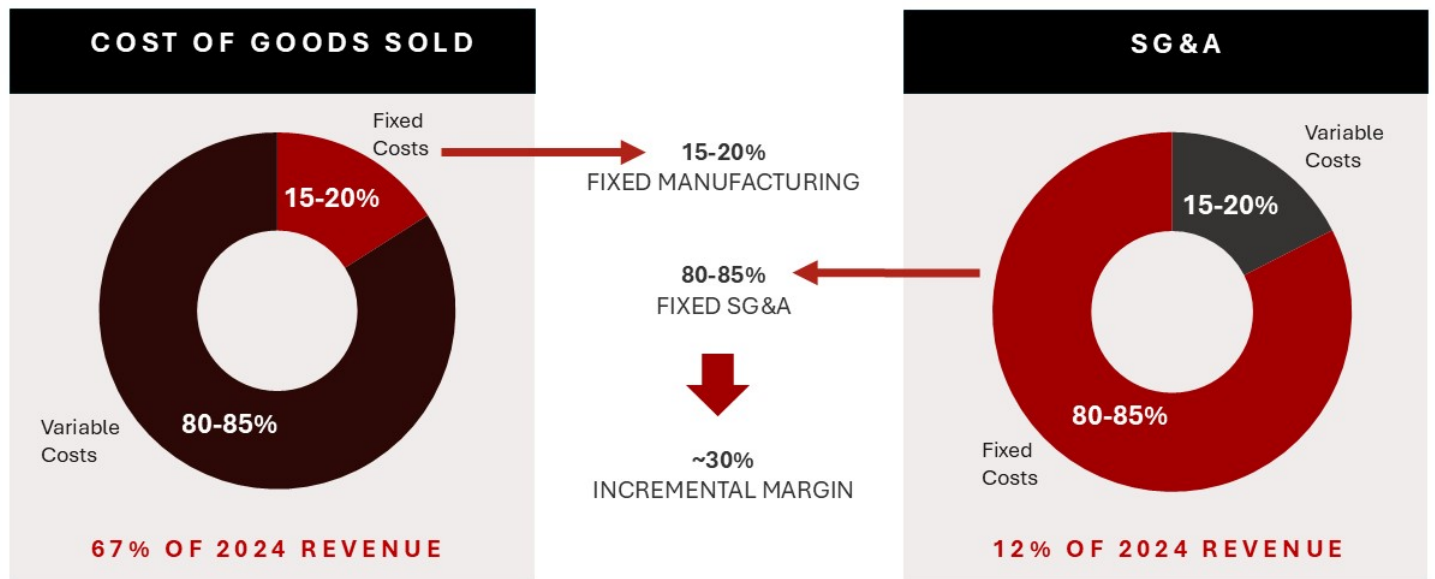 COST OF GOODS SOLD
Fixed
Costs
15-20%
80-85%
Variable
Costs
67% OF 2024 REVENUE
15-20%
FIXED MANUFACTURING
80-85%
FIXED SG&A
~30%
INCREMENTAL MARGIN
SG&A
Variable
Costs
15-20%
80-85%
Fixed
Costs
12% OF 2024 REVENUE